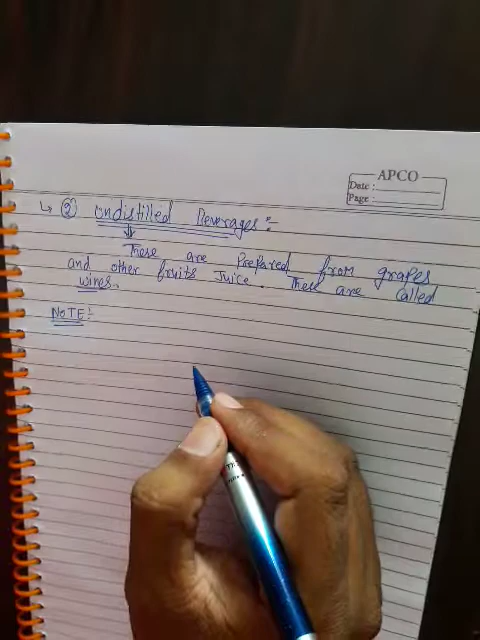 APCO
Date :
Page :
↳ ② Undistilled Beverages :-
These are Prepared from grapes
and other fruits Juice. These are called
wines.
NOTE :-